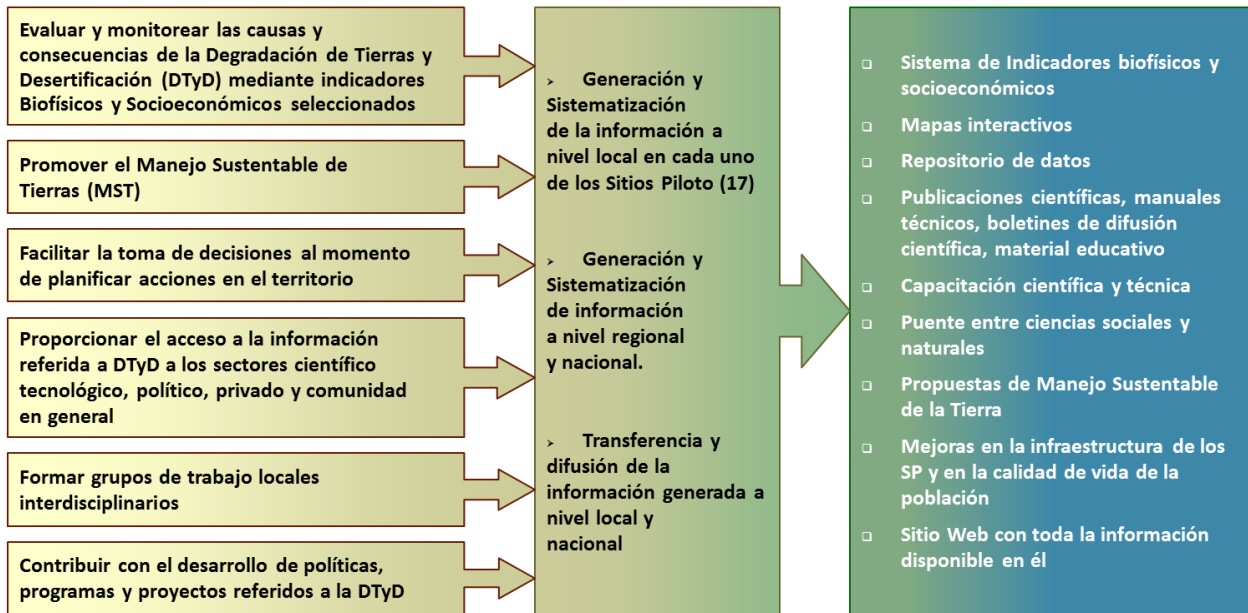 Evaluar y monitorear las causas y
consecuencias de la Degradación de Tierras y
Desertificación (DTyD) mediante indicadores
Biofísicos y Socioeconómicos seleccionados
Promover el Manejo Sustentable de
Tierras (MST)
Facilitar la toma de decisiones al momento
de planificar acciones en el territorio
Proporcionar el acceso a la información
referida a DTyD a los sectores científico
tecnológico, político, privado y comunidad
en general
Formar grupos de trabajo locales
interdisciplinarios
Contribuir con el desarrollo de políticas,
programas y proyectos referidos a la DTyD
Generación y
Sistematización
de la información a
nivel local en cada uno
de los Sitios Piloto (17)
Generación y
Sistematización
de información
a nivel regional
y nacional.
Transferencia y
difusión de la
información generada a
nivel local y
nacional
Sistema de Indicadores biofísicos y
socioeconómicos
Mapas interactivos
Repositorio de datos
Publicaciones científicas, manuales
técnicos, boletines de difusión
científica, material educativo
Capacitación científica y técnica
Puente entre ciencias sociales y
naturales
Propuestas de Manejo Sustentable
de la Tierra
Mejoras en la infraestructura de los
SP y en la calidad de vida de la
población
Sitio Web con toda la información
disponible en él